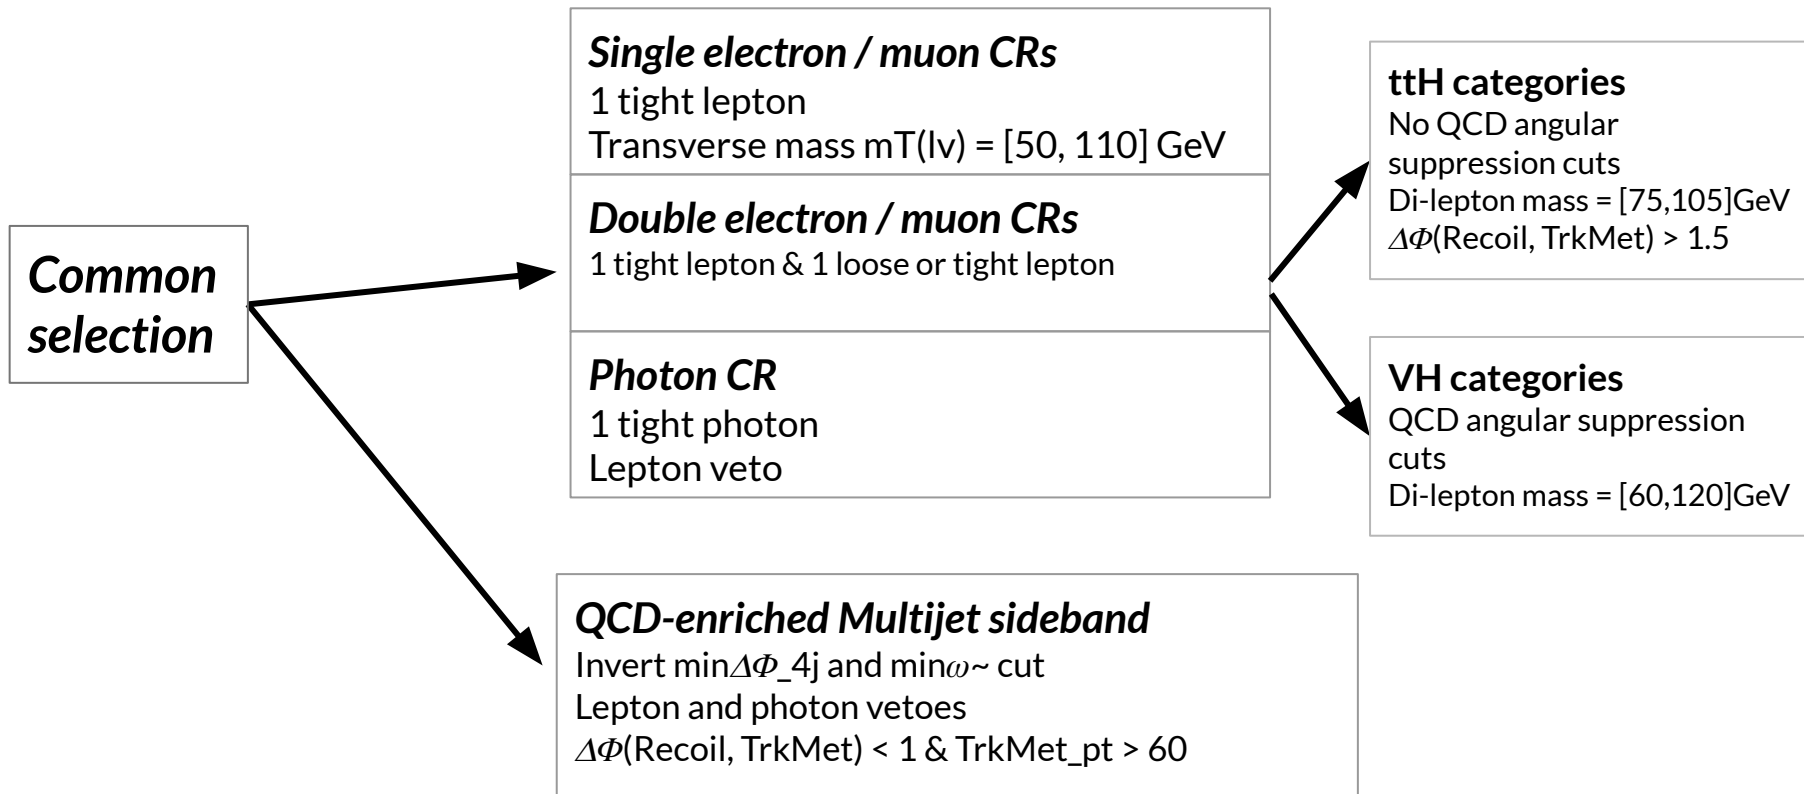 Common
selection
Single electron / muon CRs
1 tight lepton
Transverse mass mT(lv) = [50, 110] GeV
Double electron / muon CRs
1 tight lepton & 1 loose or tight lepton
Photon CR
1 tight photon
Lepton veto
QCD-enriched Multijet sideband
Invert min𝛥𝛷_4j and min𝜔~ cut
Lepton and photon vetoes
𝛥𝛷(Recoil, TrkMet) < 1 & TrkMet_pt > 60
ttH categories
No QCD angular
suppression cuts
Di-lepton mass = [75,105]GeV
𝛥𝛷(Recoil, TrkMet) > 1.5
VH categories
QCD angular suppression
cuts
Di-lepton mass = [60,120]GeV